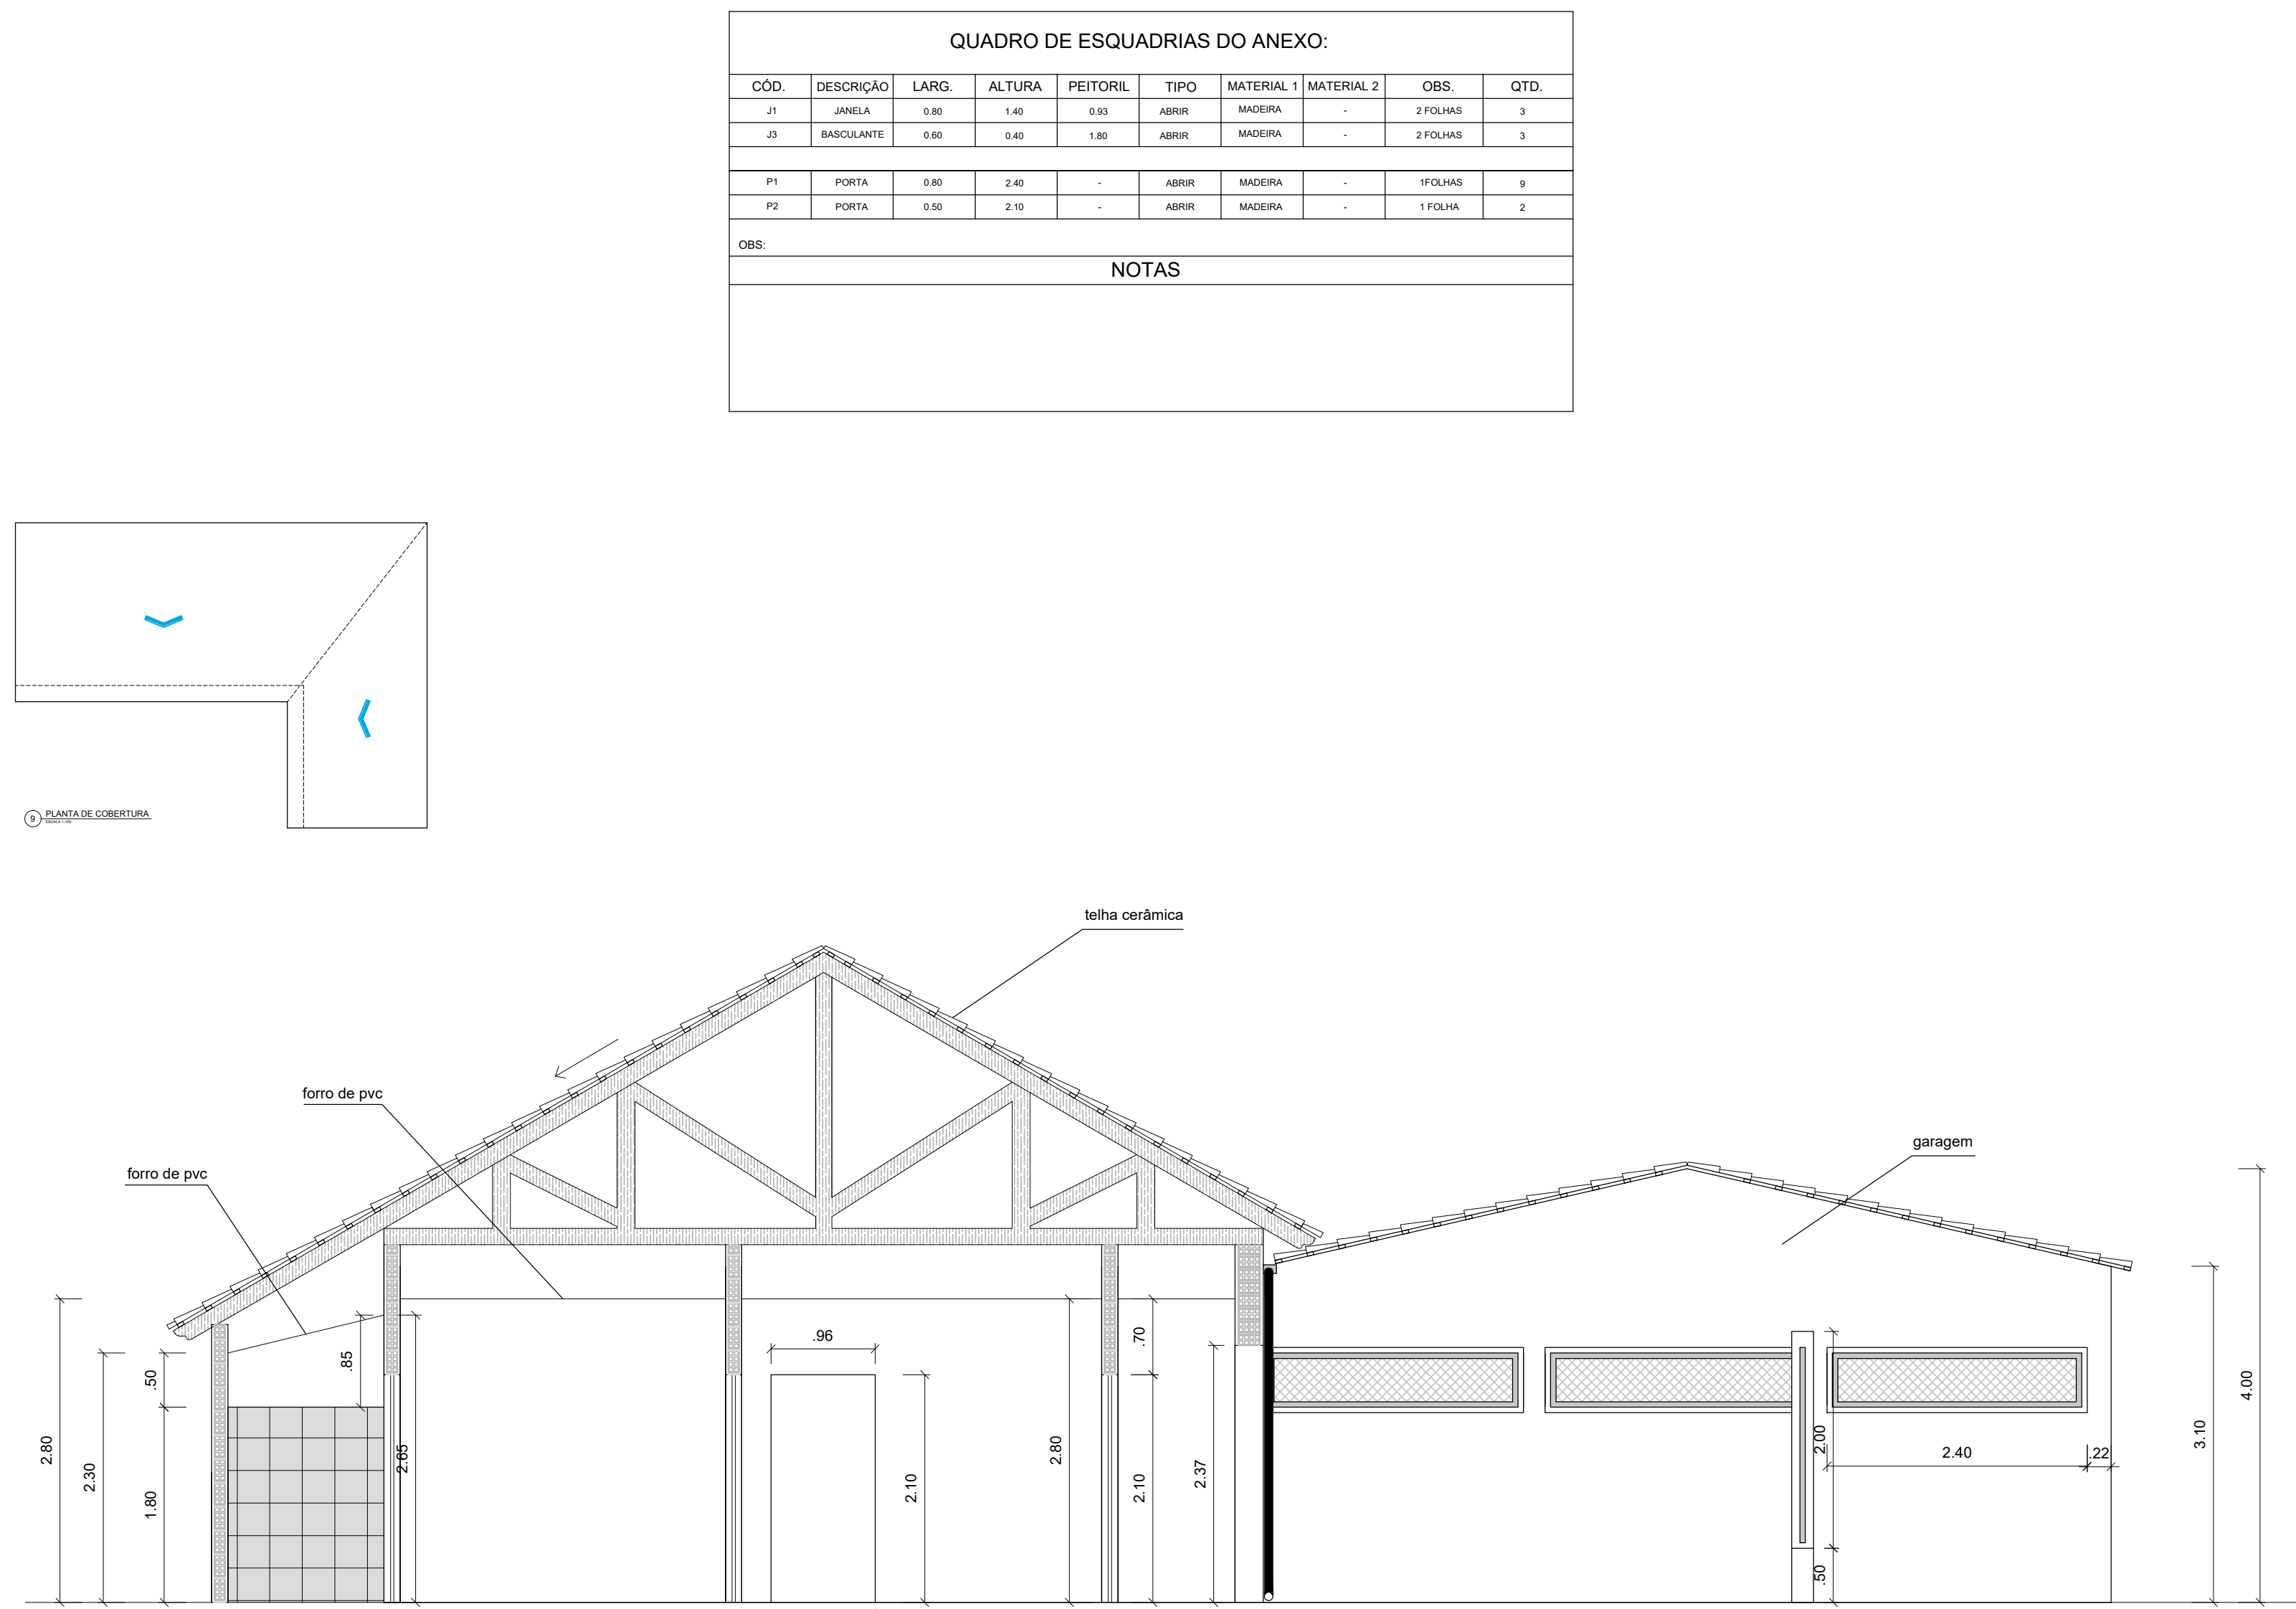 QUADRO DE ESQUADRIAS DO ANEXO:
CÓD. DESCRIÇÃO LARG. ALTURA PEITORIL TIPO MATERIAL 1 MATERIAL 2 OBS. QTD.
J1 JANELA 0.80 1.40 0.93 ABRIR MADEIRA - 2 FOLHAS 3
J3 BASCULANTE 0.60 0.40 1.80 ABRIR MADEIRA - 2 FOLHAS 3
P1 PORTA 0.80 2.40 - ABRIR MADEIRA - 1FOLHAS 9
P2 PORTA 0.50 2.10 - ABRIR MADEIRA - 1 FOLHA 2
OBS:
NOTAS
9 PLANTA DE COBERTURA
telha cerâmica
forro de pvc
garagem
forro de pvc
.96
.70
.85
.50
4.00
2.80
2.30
1.80
2.65
2.10
2.80
2.10
2.37
2.00
2.40
.22
3.10
.50